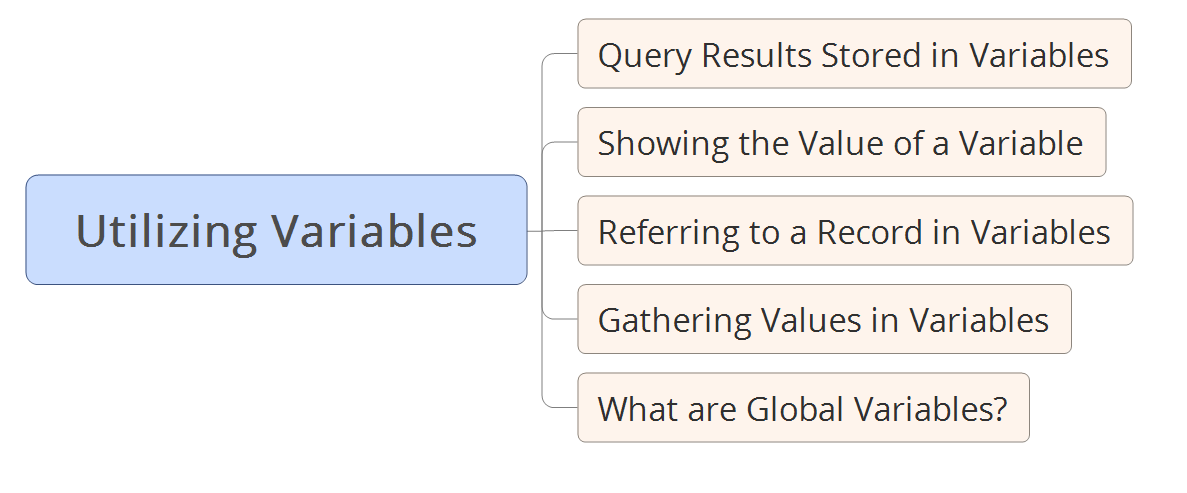 Utilizing Variables
Query Results Stored in Variables
Showing the Value of a Variable
Referring to a Record in Variables
Gathering Values in Variables
What are Global Variables?